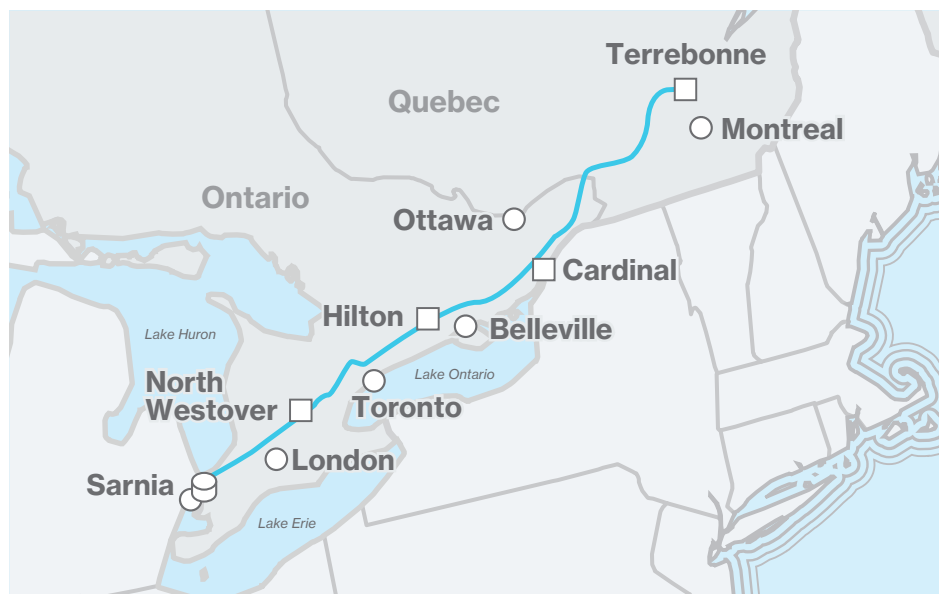 Terrebonne
Quebec
Montreal
Ontario
Ottawa
Cardinal
Hilton
Belleville
Lake Huron
Lake Ontario
North
Westover
Toronto
London
Sarnia
Lake Erie